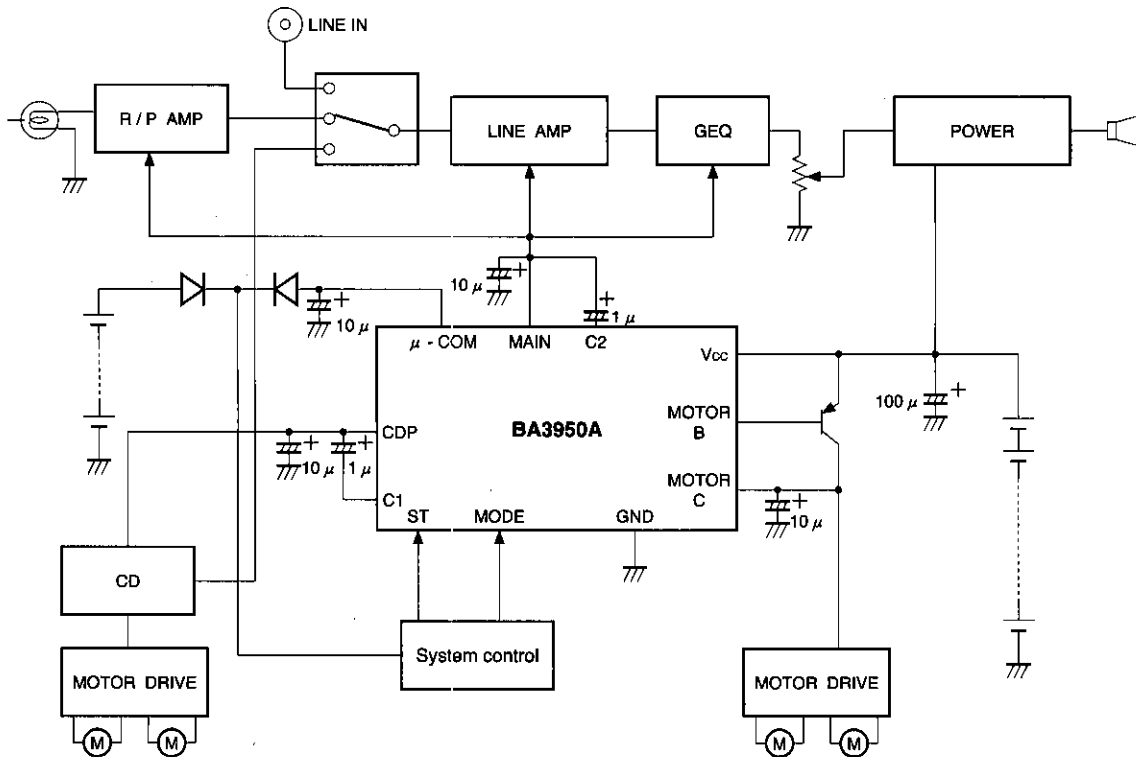 LINE IN
R / P AMP
LINE AMP
GEQ
POWER
10 μ
+
+
1 μ
+
10 μ
μ - COM
MAIN
C2
Vcc
100 μ
+
MOTOR
B
BA3950A
CDP
+
10 μ
+
1 μ
C1
MOTOR
C
+
10 μ
ST
MODE
GND
CD
System control
MOTOR DRIVE
MOTOR DRIVE
M
M
M
M